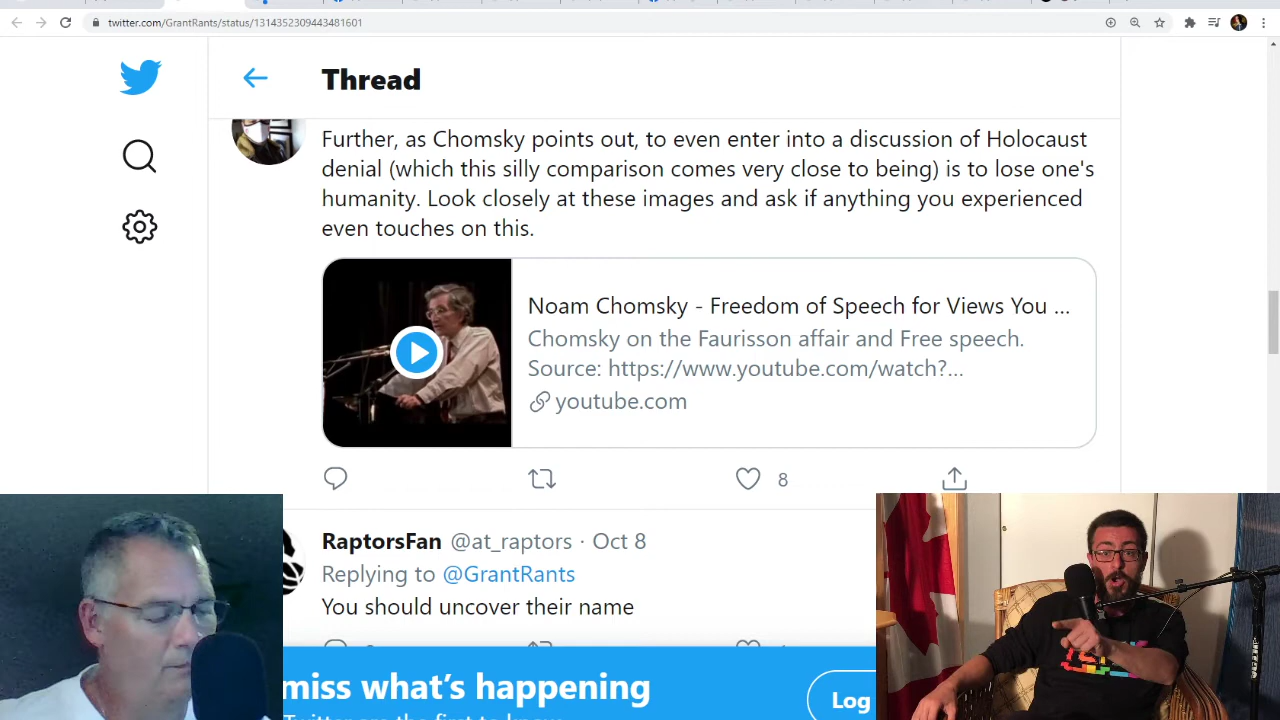 twitter.com/GrantRants/status/1314352309443481601
Thread
Further, as Chomsky points out, to even enter into a discussion of Holocaust
denial (which this silly comparison comes very close to being) is to lose one's
humanity. Look closely at these images and ask if anything you experienced
even touches on this.
Noam Chomsky - Freedom of Speech for Views You ...
Chomsky on the Faurisson affair and Free speech.
Source: https://www.youtube.com/watch?...
youtube.com
8
RaptorsFan @at_raptors · Oct 8
Replying to @GrantRants
You should uncover their name
miss what's happening
Log